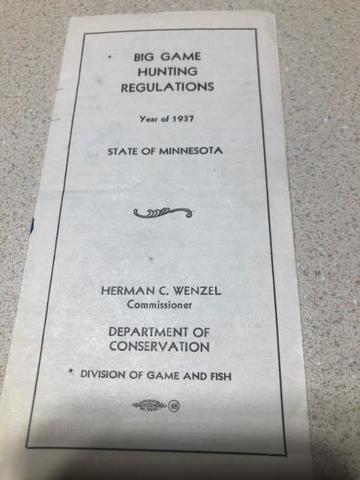 BIG GAME
HUNTING
REGULATIONS
Year of 1937
STATE OF MINNESOTA
HERMAN C. WENZEL
Commissioner
DEPARTMENT OF
CONSERVATION
DIVISION OF GAME AND FISH